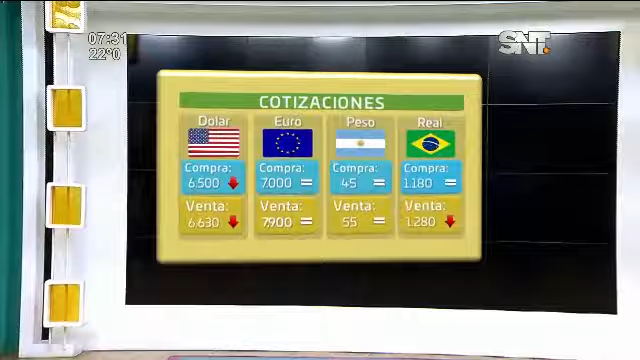 07:31
22°0
SNT
COTIZACIONES
Dolar Euro Peso Real
Compra: Compra: Compra: Compra:
6.500 7.000 45 1.180
Venta: Venta: Venta: Venta:
6.630 7.900 55 1.280